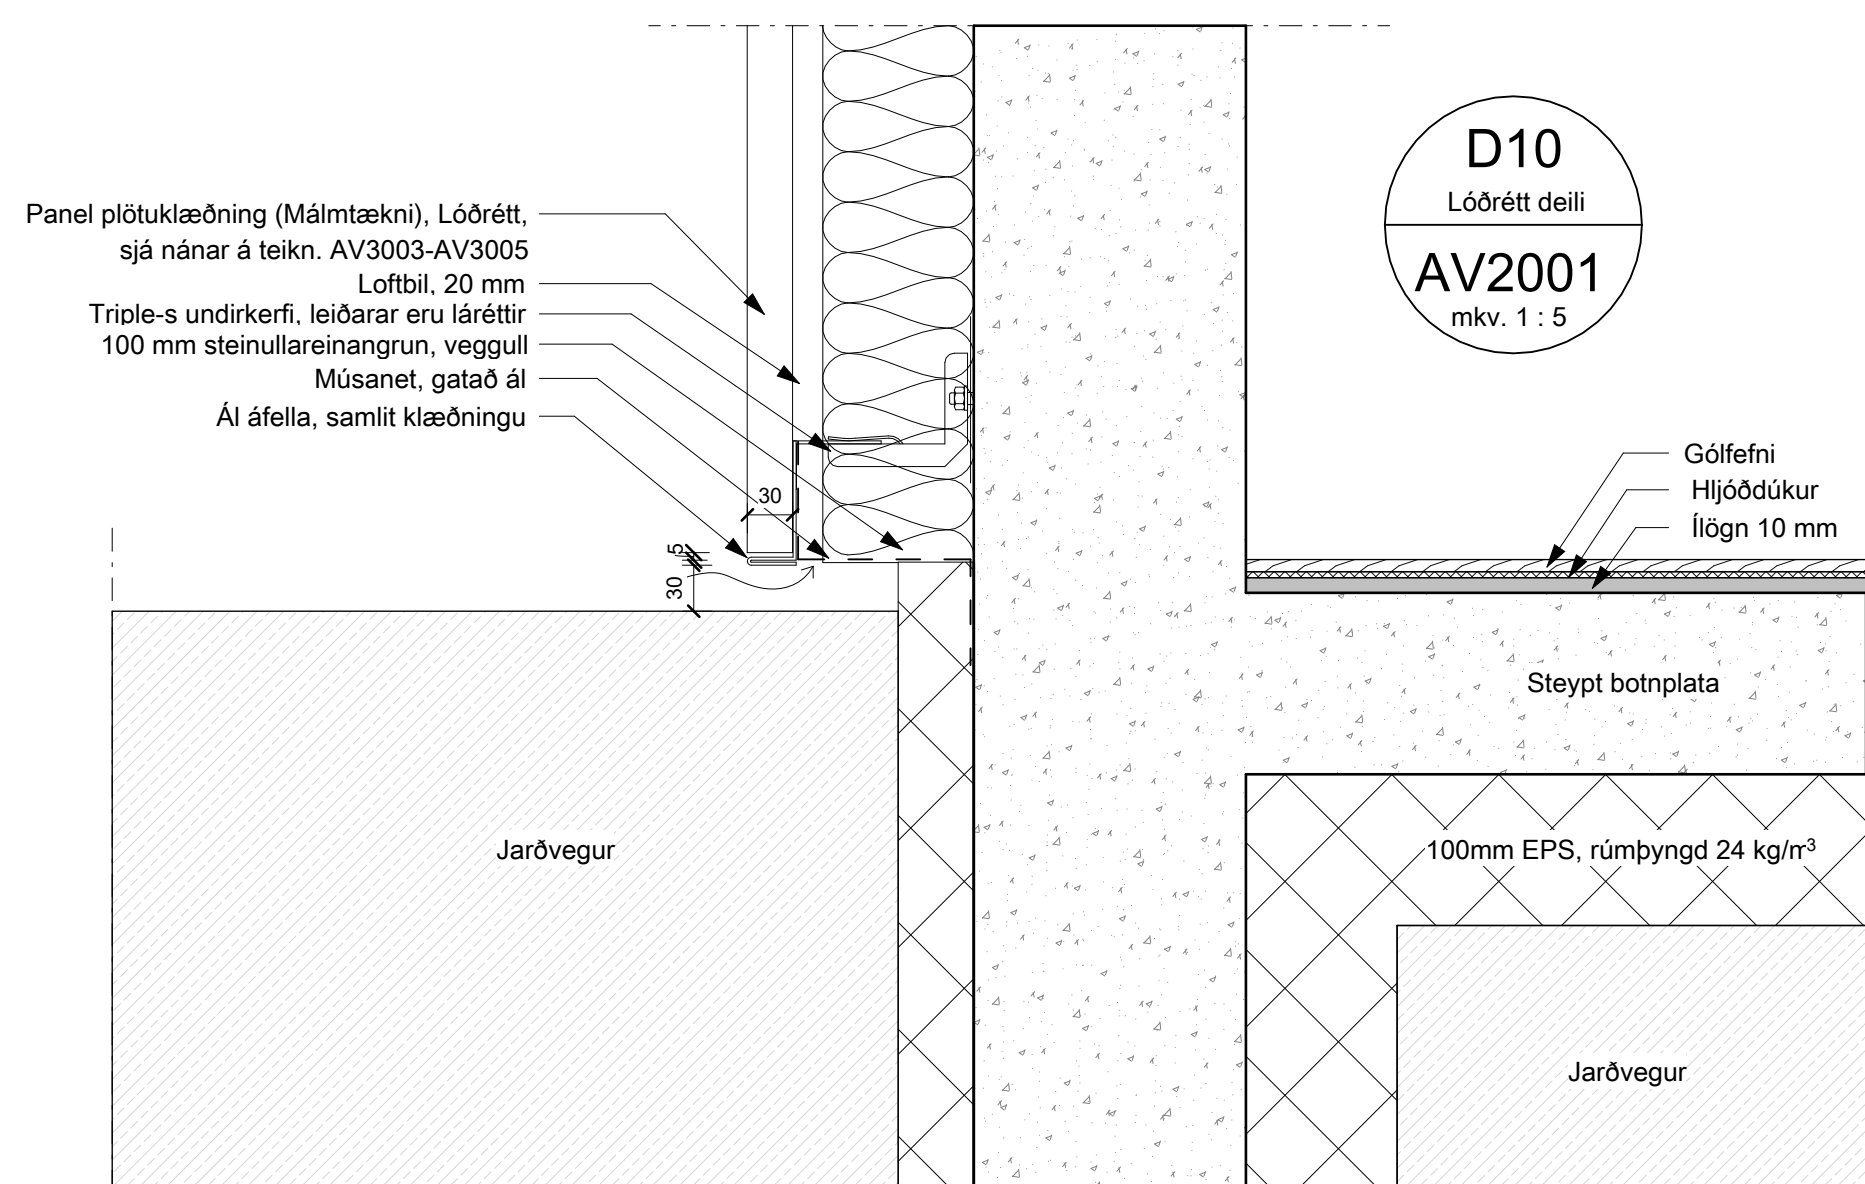 D10
Lóðrétt deili
AV2001
mkv. 1 : 5
Panel plötuklæðning (Málmtækni), Lóðrétt,
sjá nánar á teikn. AV3003-AV3005
Loftbil, 20 mm
Triple-s undirkerfi, leiðarar eru láréttir
100 mm steinullareinangrun, veggull
Músanet, gatað ál
Ál áfella, samlit klæðningu
30
5
30
Gólfefni
Hljóðdúkur
Ílögn 10 mm
Steypt botnplata
Jarðvegur
100mm EPS, rúmþyngd 24 kg/m³
Jarðvegur